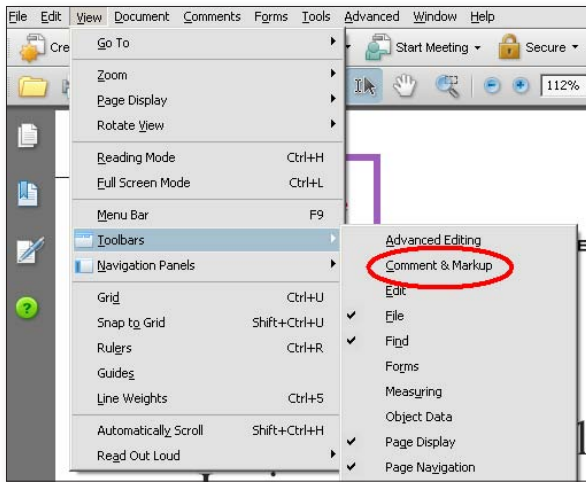 File Edit View Document Comments Forms Tools Advanced Window Help
Cre
Start Meeting
Secure
112%
Go To
Zoom
Page Display
Rotate View
Reading Mode Ctrl+H
Full Screen Mode Ctrl+L
Menu Bar F9
Toolbars
Navigation Panels
Grid Ctrl+U
Snap to Grid Shift+Ctrl+U
Rulers Ctrl+R
Guides
Line Weights Ctrl+5
Automatically Scroll Shift+Ctrl+H
Read Out Loud
Advanced Editing
Comment & Markup
Edit
File
Find
Forms
Measuring
Object Data
Page Display
Page Navigation